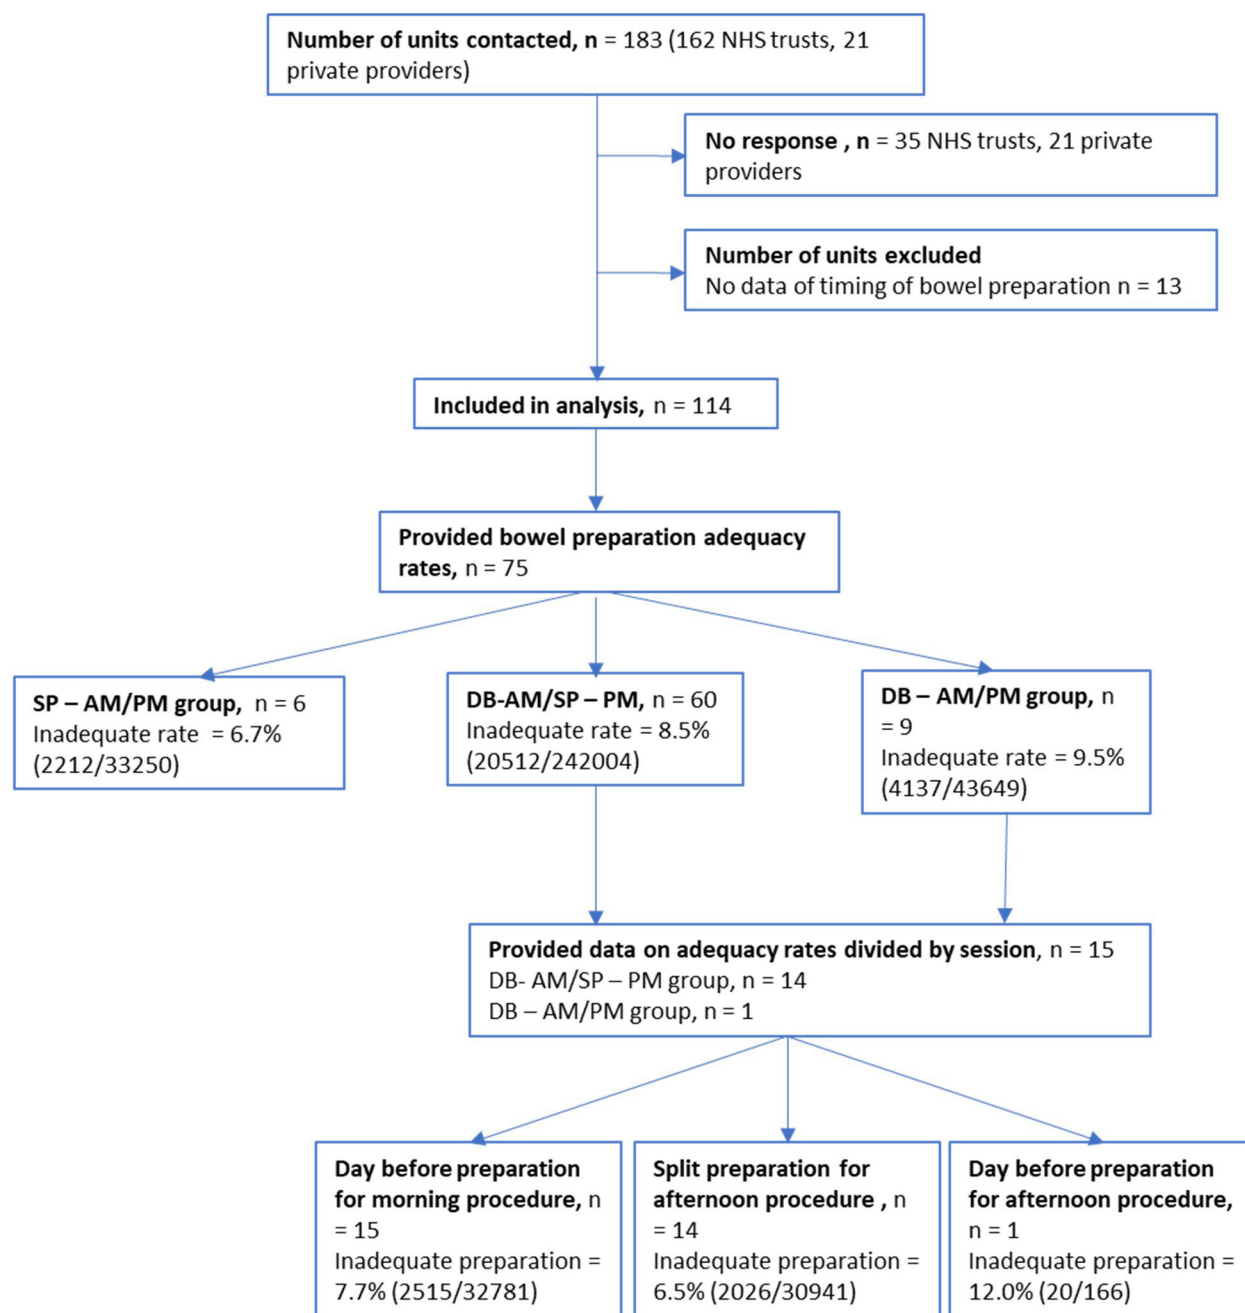 Number of units contacted, n = 183 (162 NHS trusts, 21
private providers)
No response , n = 35 NHS trusts, 21 private
providers
Number of units excluded
No data of timing of bowel preparation n = 13
Included in analysis, n = 114
Provided bowel preparation adequacy
rates, n = 75
SP – AM/PM group, n = 6
Inadequate rate = 6.7%
(2212/33250)
DB-AM/SP – PM, n = 60
Inadequate rate = 8.5%
(20512/242004)
DB – AM/PM group, n
= 9
Inadequate rate = 9.5%
(4137/43649)
Provided data on adequacy rates divided by session, n = 15
DB- AM/SP – PM group, n = 14
DB – AM/PM group, n = 1
Day before preparation
for morning procedure, n
= 15
Inadequate preparation =
7.7% (2515/32781)
Split preparation for
afternoon procedure , n
= 14
Inadequate preparation =
6.5% (2026/30941)
Day before preparation
for afternoon procedure,
n = 1
Inadequate preparation =
12.0% (20/166)